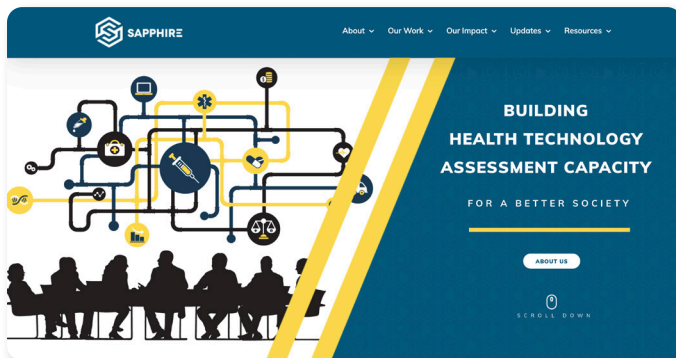 SAPPHIRE
About
Our Work
Our Impact
Updates
Resources
BUILDING
HEALTH TECHNOLOGY
ASSESSMENT CAPACITY
FOR A BETTER SOCIETY
ABOUT US
SCROLL DOWN